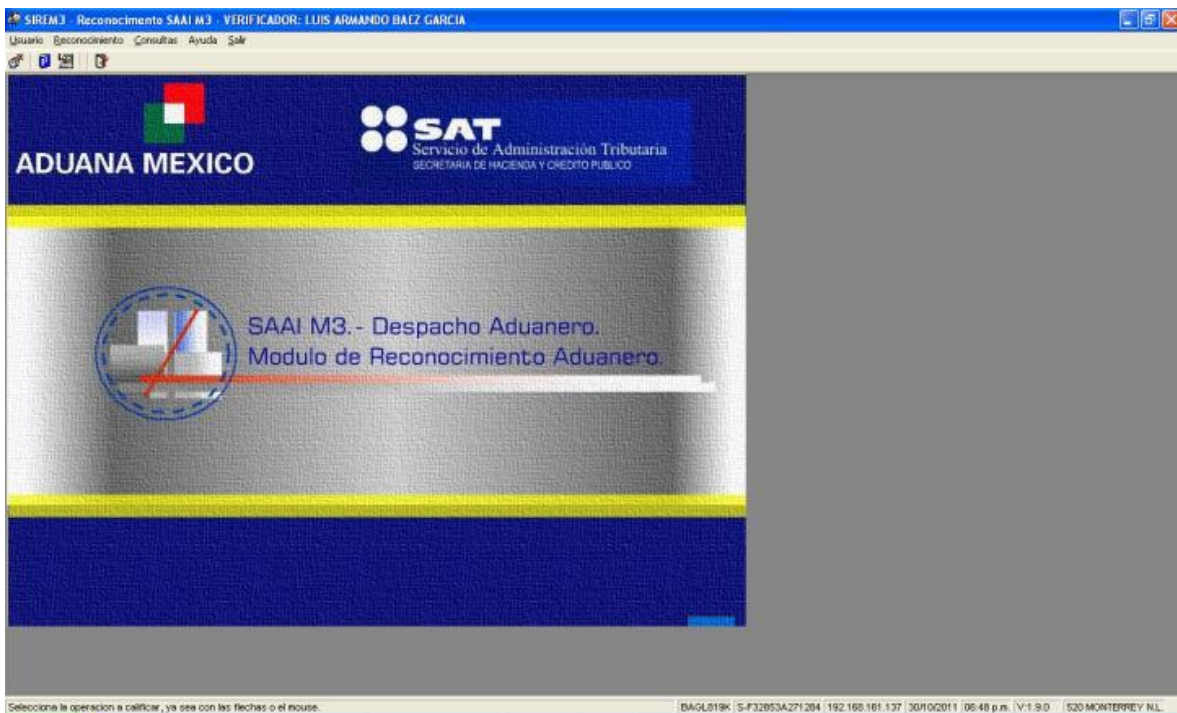 SIREM3 - Reconocimento SAAI M3 - VERIFICADOR: LUIS ARMANDO BAEZ GARCIA
Usuario Reconocimiento Consultas Ayuda Salir
ADUANA MEXICO
SAT
Servicio de Administración Tributaria
SECRETARIA DE HACIENDA Y CREDITO PUBLICO
SAAI M3.- Despacho Aduanero.
Modulo de Reconocimiento Aduanero.
Selecciona la operacion a calificar, ya sea con las flechas o el mouse. BAGL819K S-F32853A271284 192.168.161.137 30/10/2011 06:48 p.m. V:1.9.0 520 MONTERREY N.L.